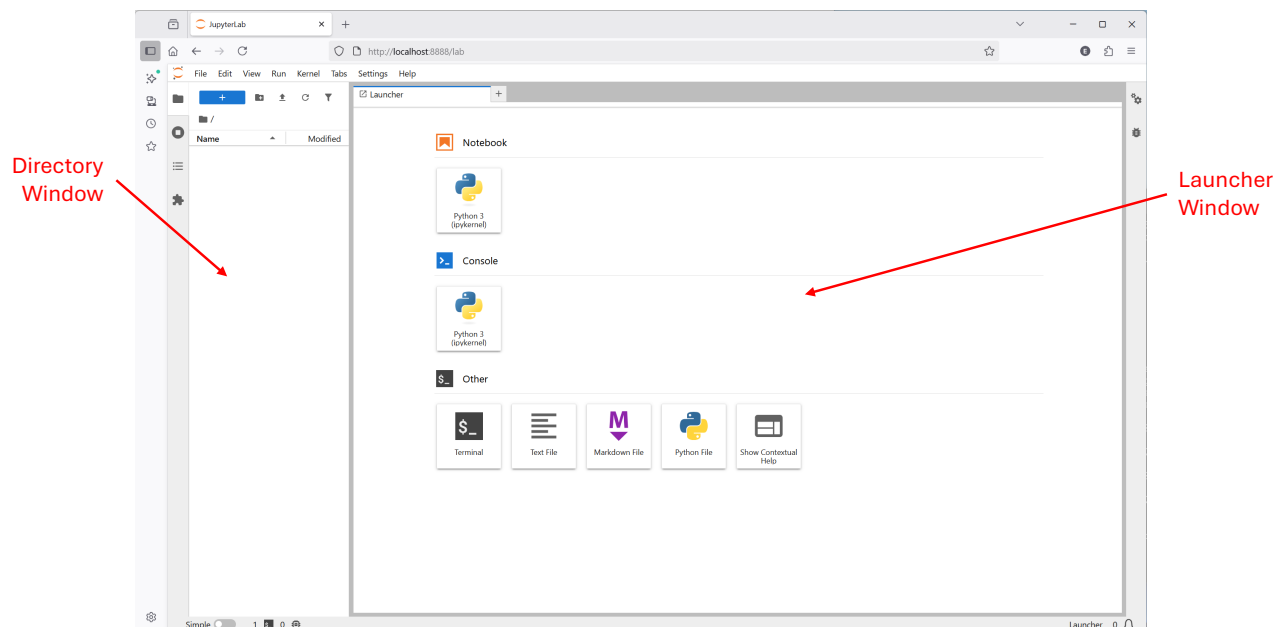 JupyterLab
http://localhost:8888/lab
E
File Edit View Run Kernel Tabs Settings Help
Launcher
/
Name Modified
Directory
Window
Launcher
Window
Notebook
Python 3
(ipykernel)
Console
Python 3
(ipykernel)
$_ Other
$_
Terminal
Text File
M
Markdown File
Python File
Show Contextual
Help
Simple 1 $_ 0
Launcher 0